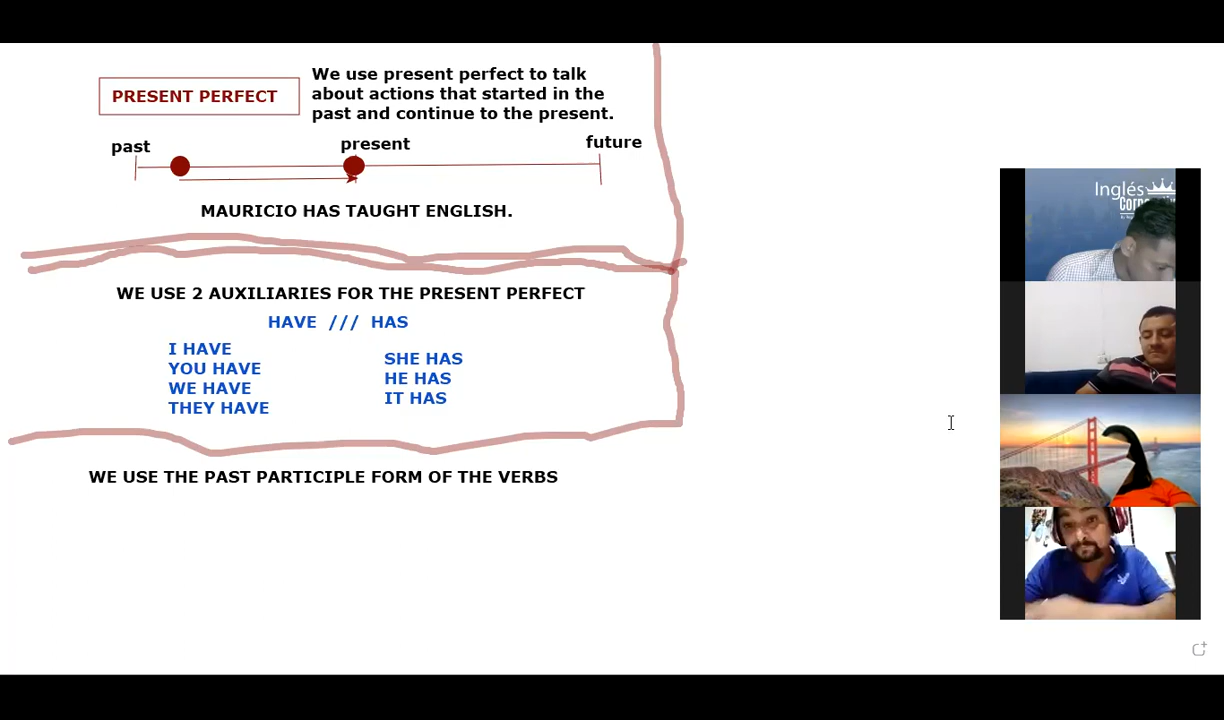 PRESENT PERFECT
We use present perfect to talk
about actions that started in the
past and continue to the present.
past
present
future
MAURICIO HAS TAUGHT ENGLISH.
WE USE 2 AUXILIARIES FOR THE PRESENT PERFECT
HAVE /// HAS
I HAVE
YOU HAVE
WE HAVE
THEY HAVE
SHE HAS
HE HAS
IT HAS
WE USE THE PAST PARTICIPLE FORM OF THE VERBS
Inglés